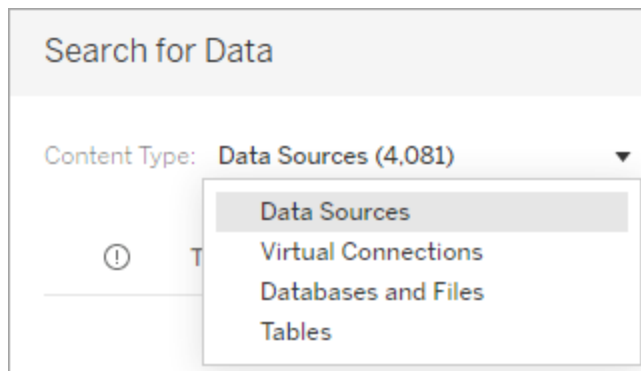 Search for Data
Content Type: Data Sources (4,081)
Data Sources
Virtual Connections
Databases and Files
Tables